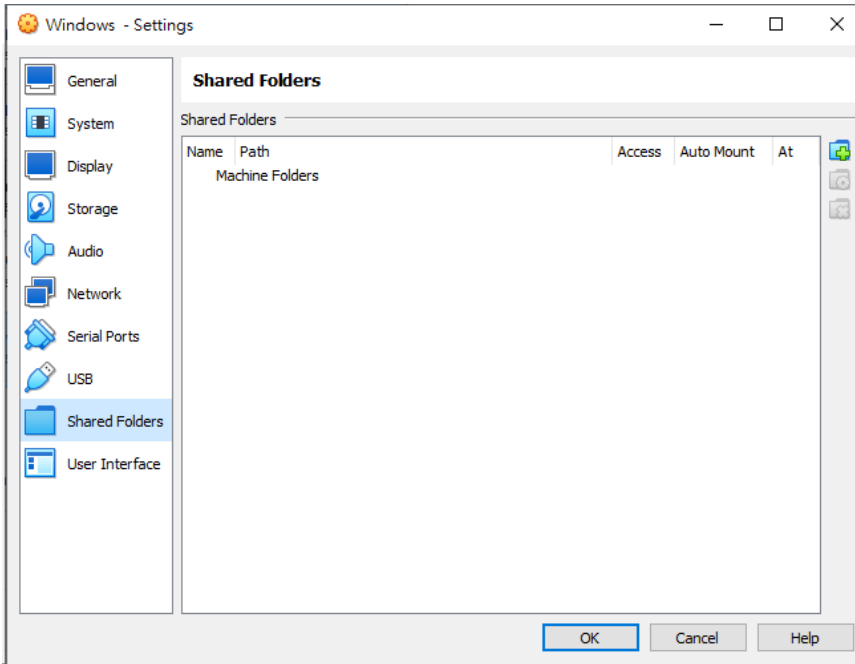 Windows - Settings
General
System
Display
Storage
Audio
Network
Serial Ports
USB
Shared Folders
User Interface
Shared Folders
Shared Folders
Name Path Access Auto Mount At
Machine Folders
OK Cancel Help